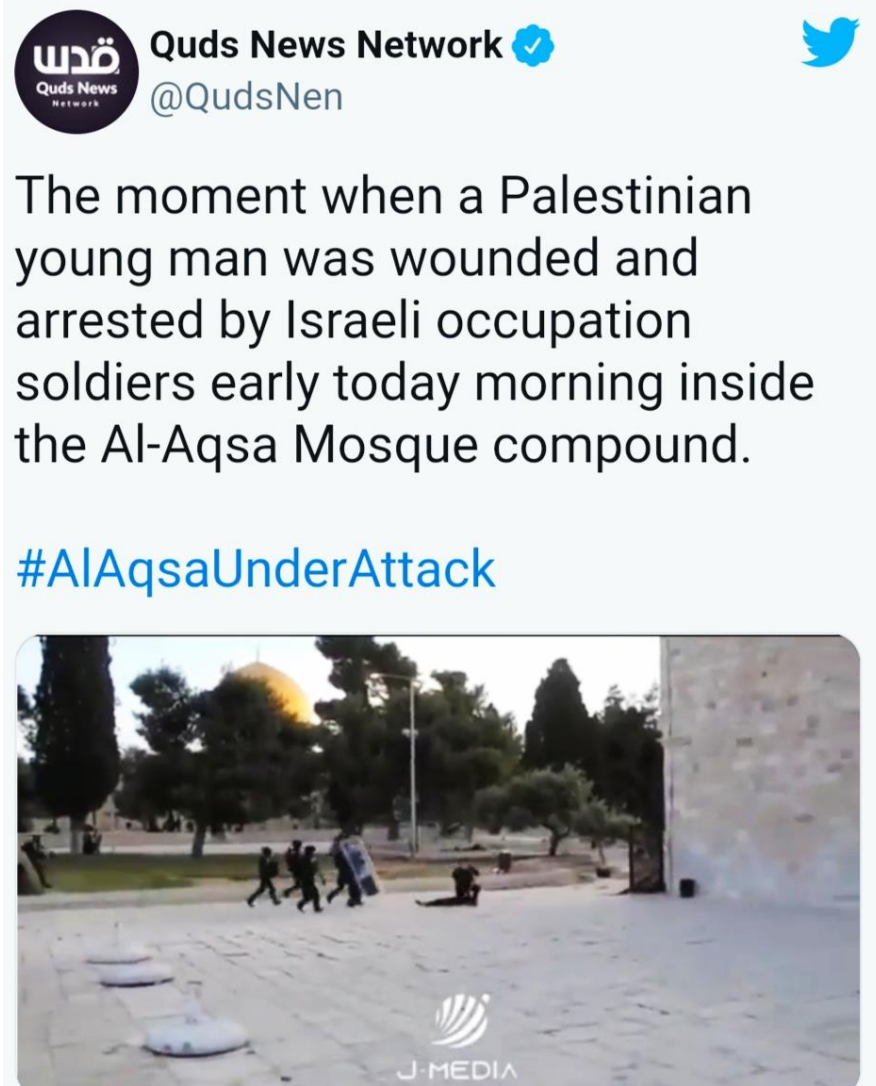 قدس
Quds News
Network
Quds News Network
@QudsNen
The moment when a Palestinian
young man was wounded and
arrested by Israeli occupation
soldiers early today morning inside
the Al-Aqsa Mosque compound.
#AlAqsaUnderAttack
J-MEDIA